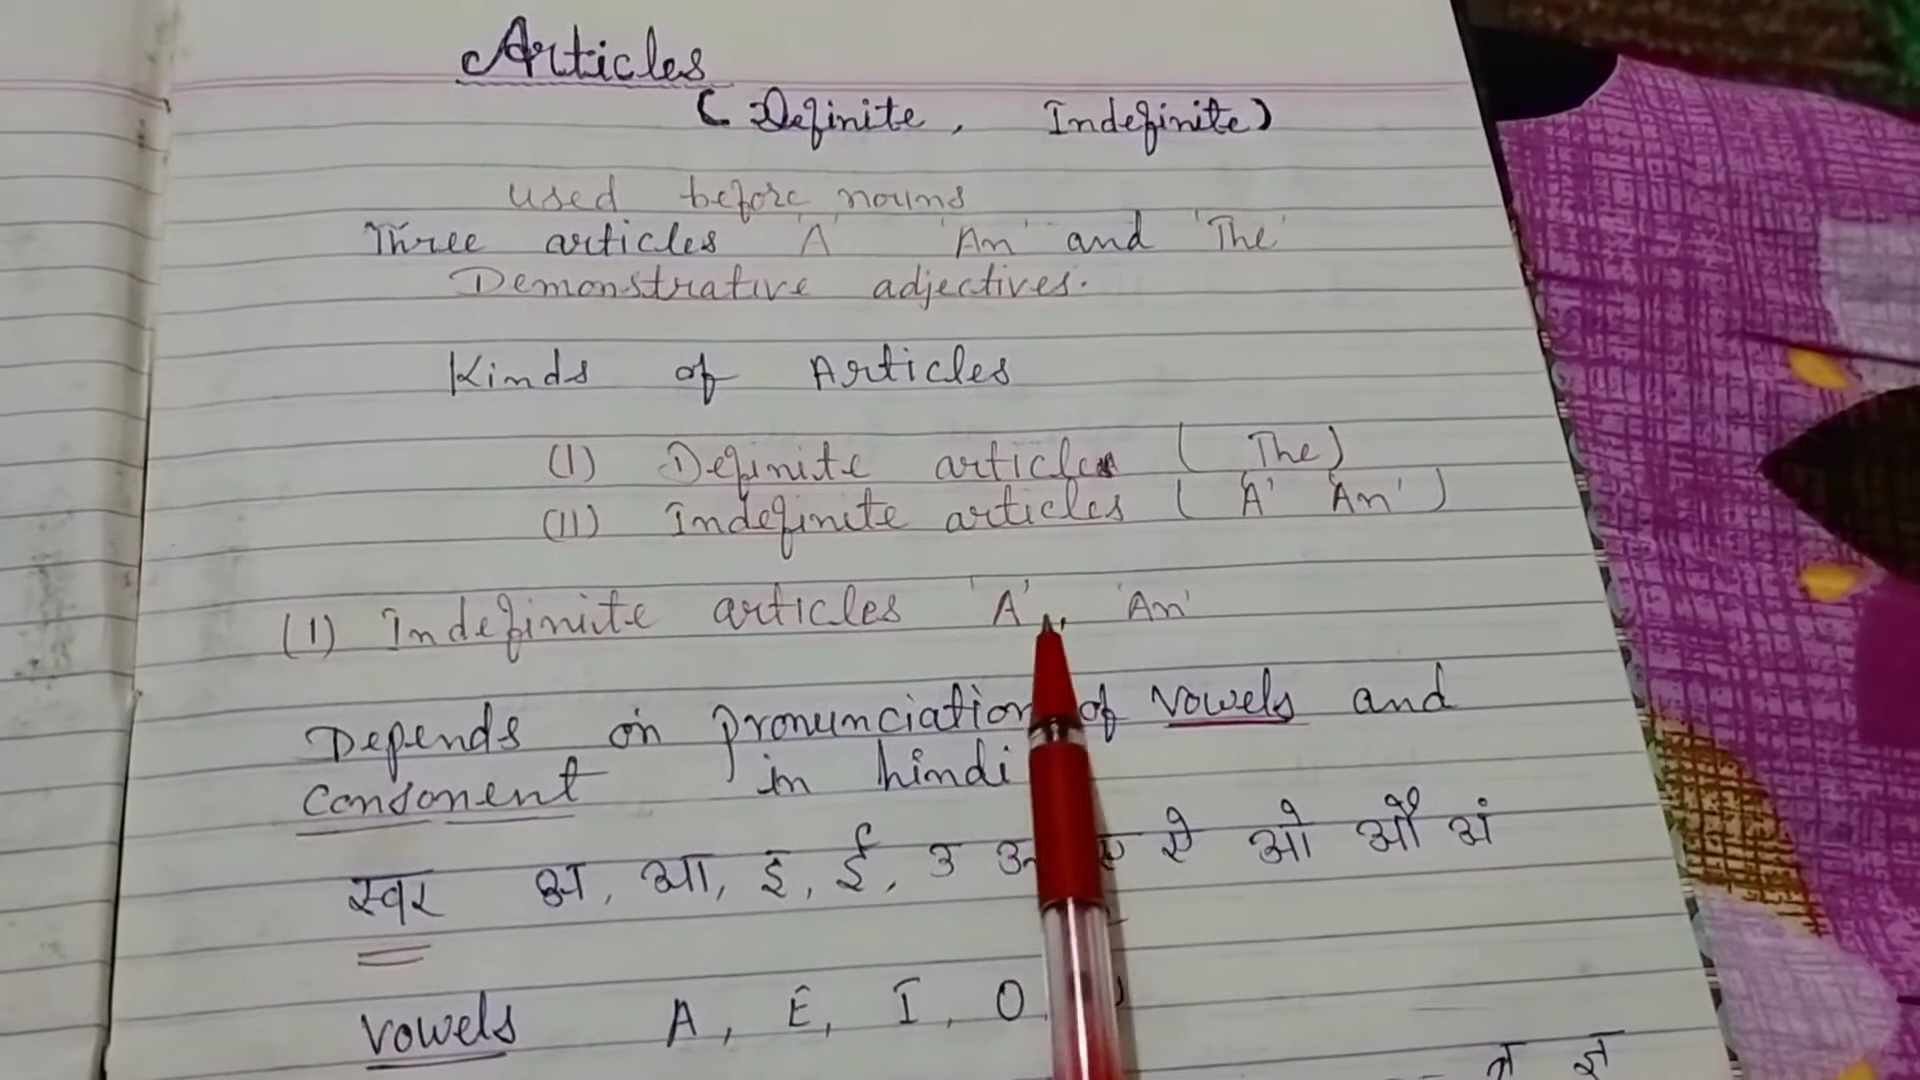 Articles
(Definite, Indefinite)
used before nouns
Three articles 'A' 'An' and 'The'
Demonstrative adjectives.
Kinds of Articles
(I) Definite article (The)
(II) Indefinite articles ('A' 'An')
(1) Indefinite articles 'A', 'An'
Depends on pronunciation of vowels and
consonent in hindi
स्वर अ, आ, इ, ई, उ ऐ ओ औ अं
vowels A, E, I, O
त्र ज्ञ